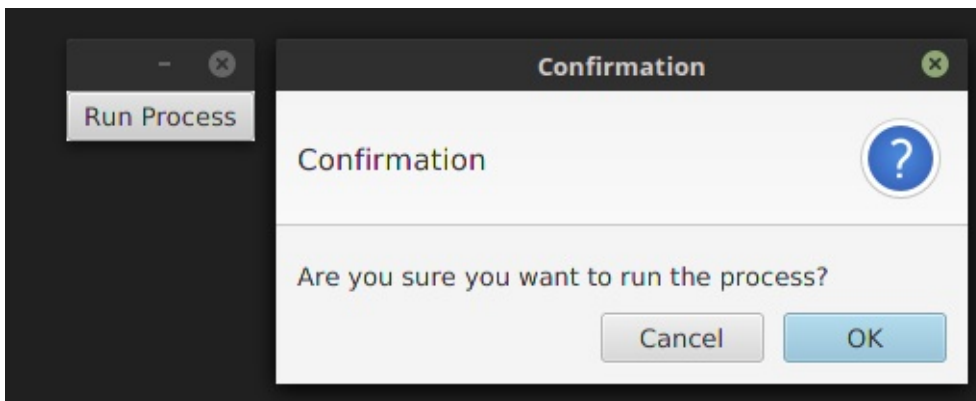 Confirmation
Run Process
Confirmation
?
Are you sure you want to run the process?
Cancel
OK